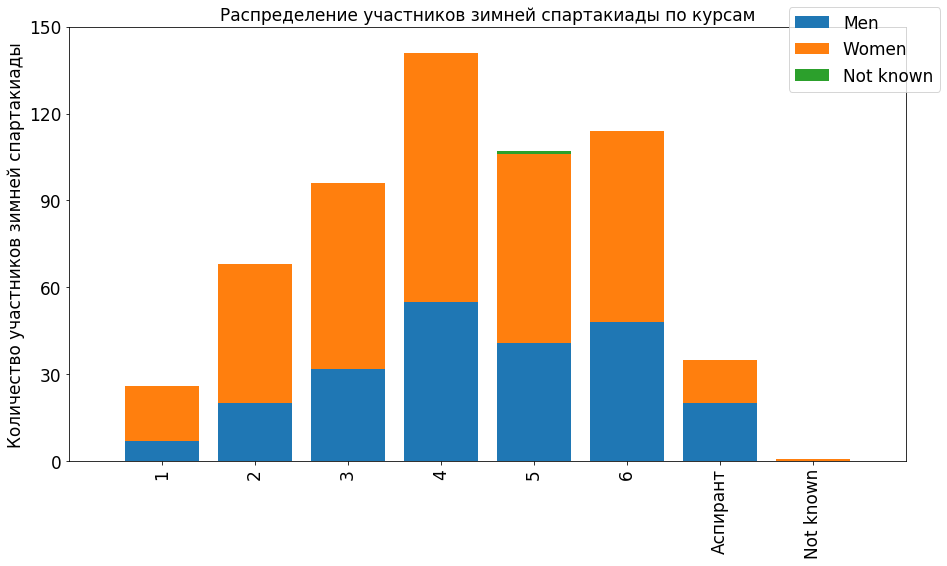 Распределение участников зимней спартакиады по курсам
Men
Women
Not known
Количество участников зимней спартакиады
150
120
90
60
30
0
1
2
3
4
5
6
Аспирант
Not known